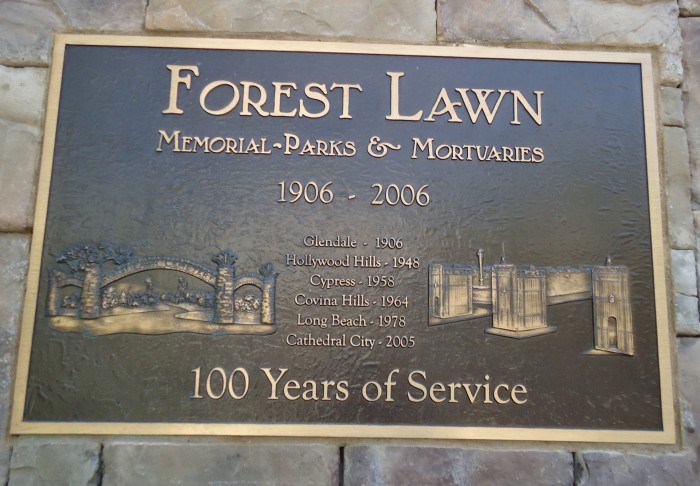 Forest Lawn
Memorial-Parks & Mortuaries
1906 - 2006
Glendale - 1906
Hollywood Hills - 1948
Cypress - 1958
Covina Hills - 1964
Long Beach - 1978
Cathedral City - 2005
100 Years of Service